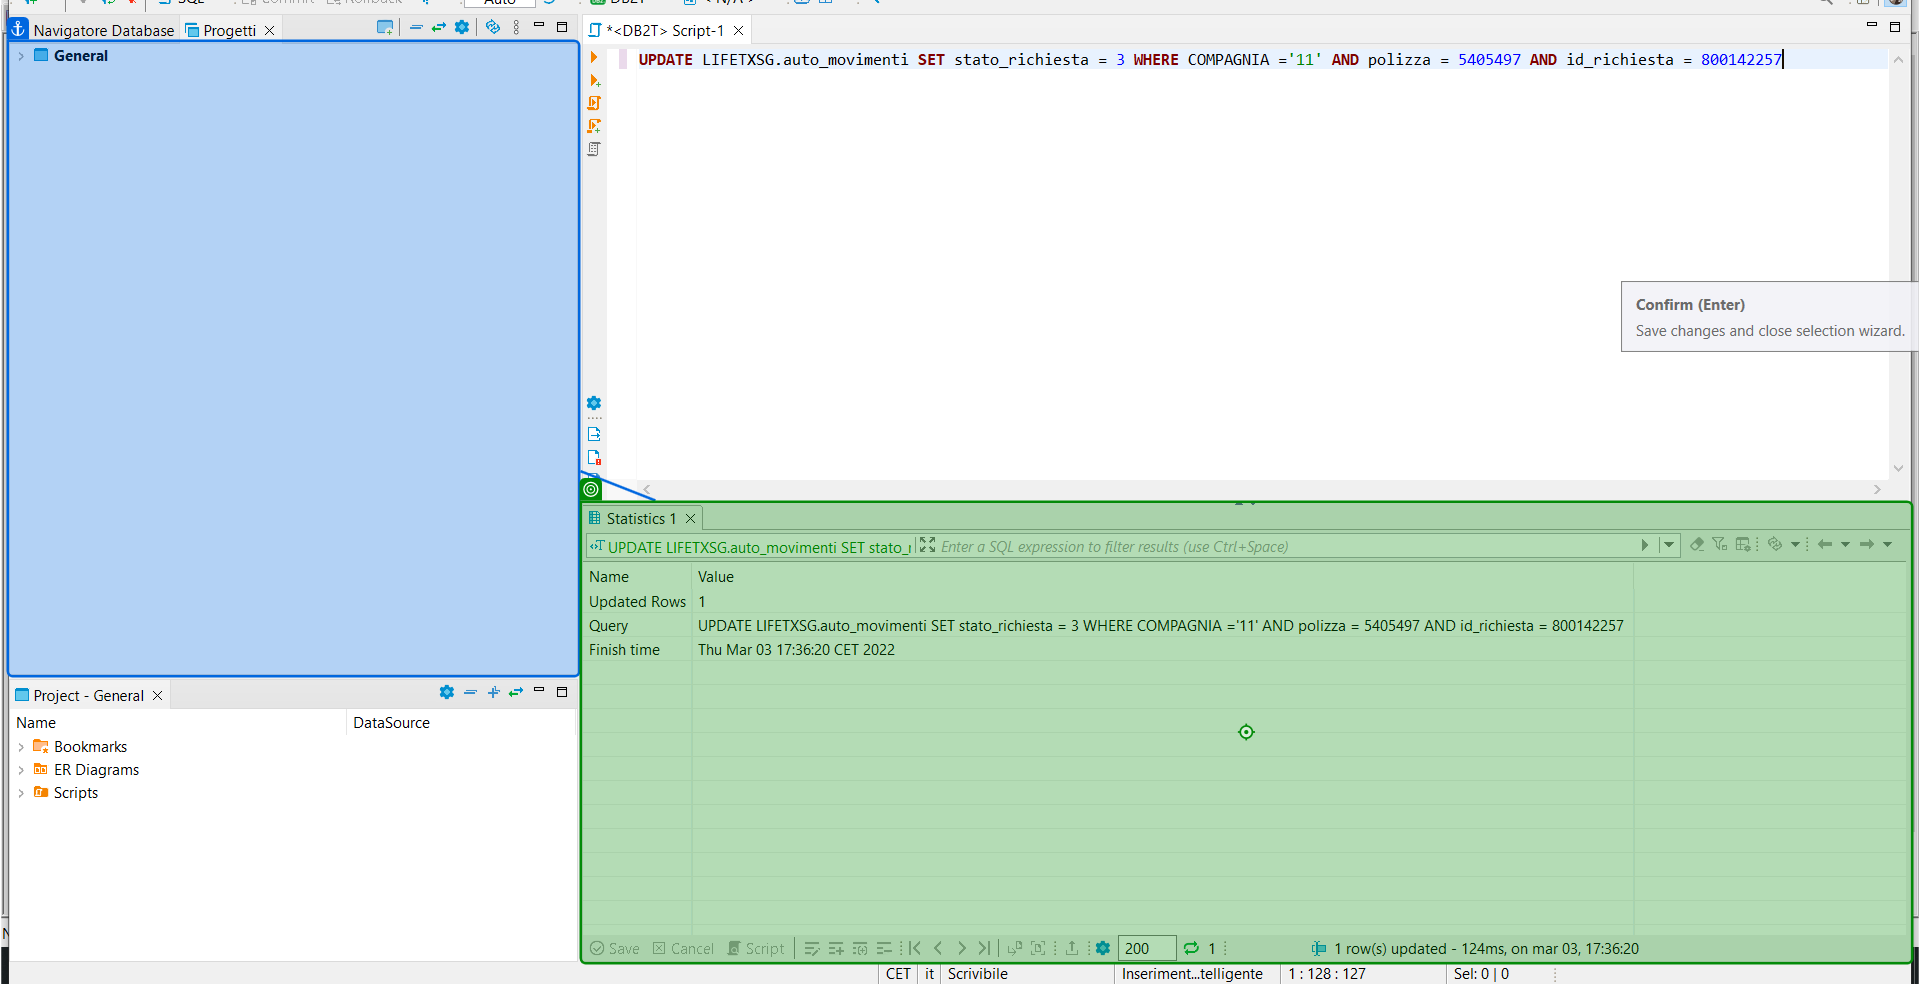 SQL Commit Rollback Auto DB2T < N/A >
Navigatore Database Progetti
General
*<DB2T> Script-1
UPDATE LIFETXSG.auto_movimenti SET stato_richiesta = 3 WHERE COMPAGNIA ='11' AND polizza = 5405497 AND id_richiesta = 800142257
Confirm (Enter)
Save changes and close selection wizard.
Statistics 1
UPDATE LIFETXSG.auto_movimenti SET stato_r Enter a SQL expression to filter results (use Ctrl+Space)
Name Value
Updated Rows 1
Query UPDATE LIFETXSG.auto_movimenti SET stato_richiesta = 3 WHERE COMPAGNIA ='11' AND polizza = 5405497 AND id_richiesta = 800142257
Finish time Thu Mar 03 17:36:20 CET 2022
Project - General
Name DataSource
Bookmarks
ER Diagrams
Scripts
Save Cancel Script 200 1 1 row(s) updated - 124ms, on mar 03, 17:36:20
CET it Scrivibile Inseriment...telligente 1 : 128 : 127 Sel: 0 | 0